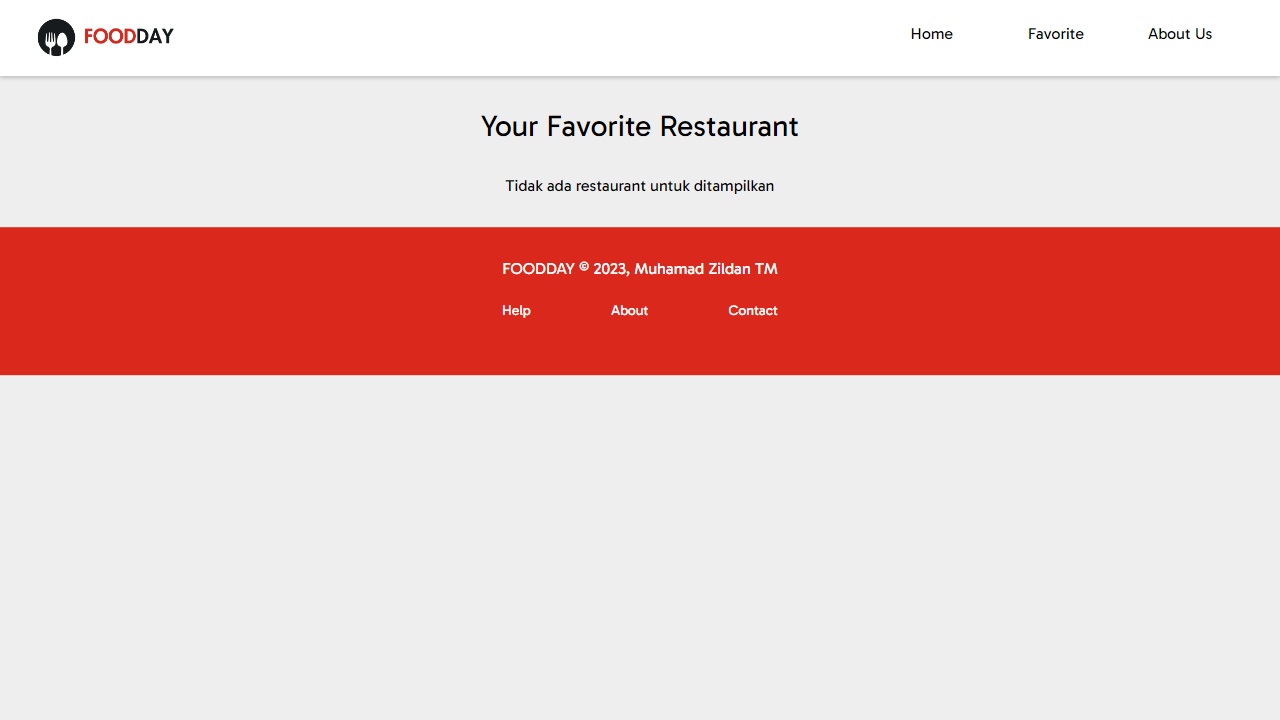 FOODDAY
Home Favorite About Us
Your Favorite Restaurant
Tidak ada restaurant untuk ditampilkan
FOODDAY © 2023, Muhamad Zildan TM
Help About Contact